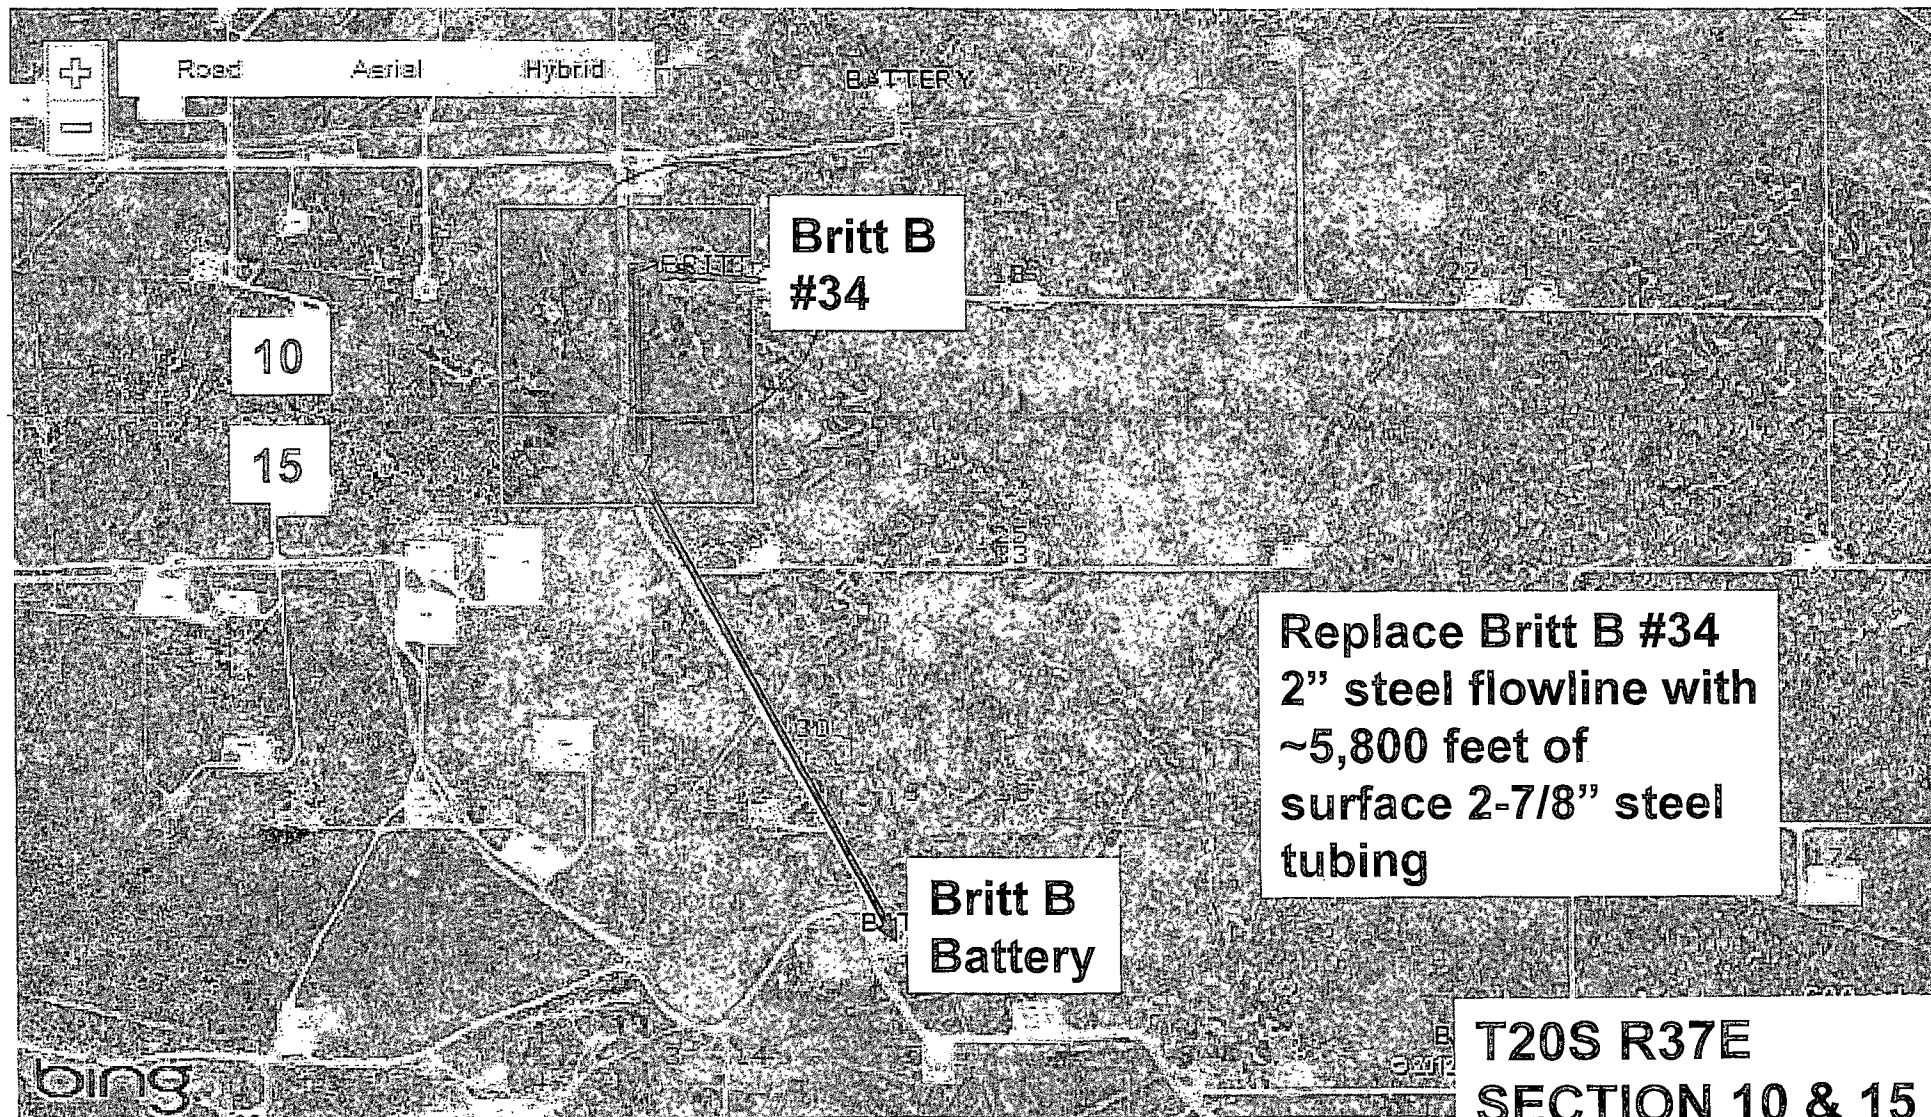 Road Aerial Hybrid
BATTERY
Britt B
#34
10
15
Replace Britt B #34
2” steel flowline with
~5,800 feet of
surface 2-7/8” steel
tubing
Britt B
Battery
T20S R37E
SECTION 10 & 15
bing